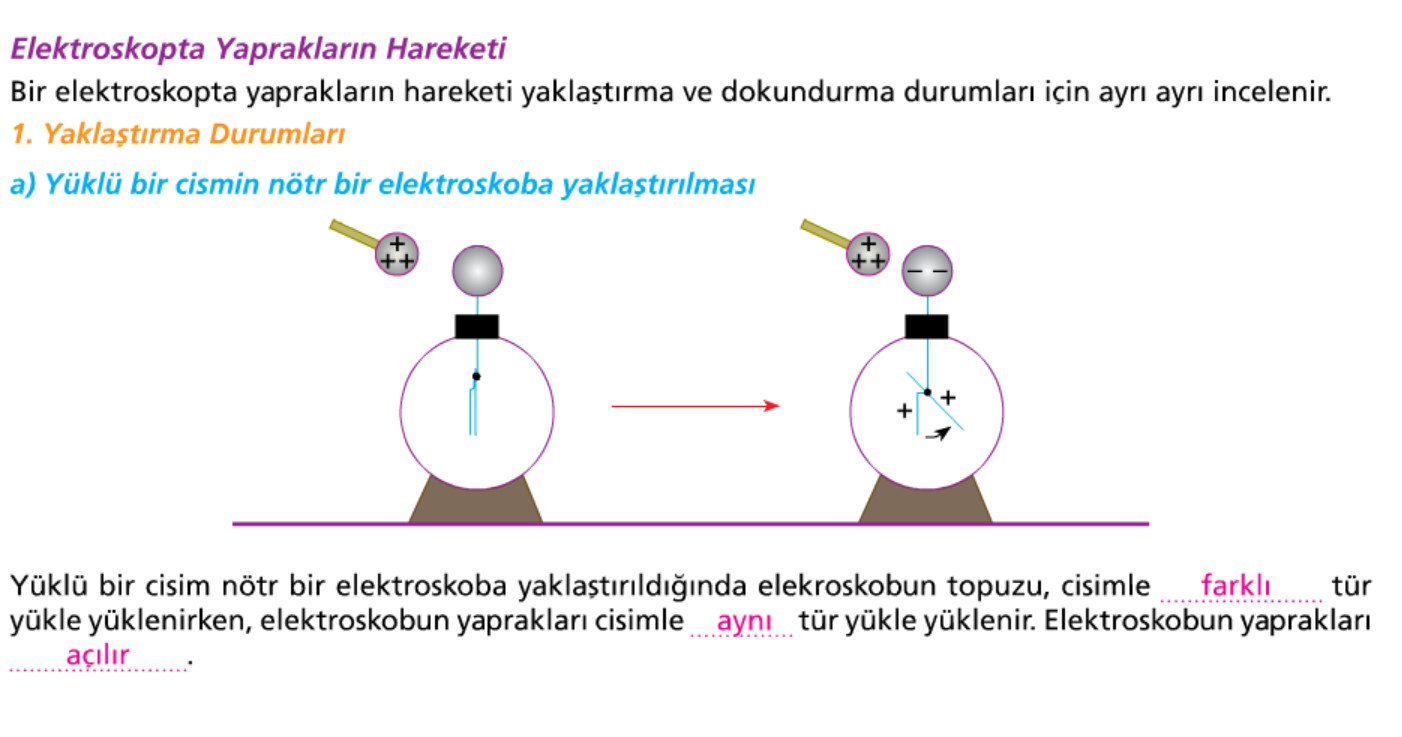 Elektroskopta Yaprakların Hareketi
Bir elektroskopta yaprakların hareketi yaklaştırma ve dokundurma durumları için ayrı ayrı incelenir.
1. Yaklaştırma Durumları
a) Yüklü bir cismin nötr bir elektroskoba yaklaştırılması
+
++
+
++
– –
+
+
Yüklü bir cisim nötr bir elektroskoba yaklaştırıldığında elekroskobun topuzu, cisimle farklı tür
yükle yüklenirken, elektroskobun yaprakları cisimle aynı tür yükle yüklenir. Elektroskobun yaprakları
açılır.